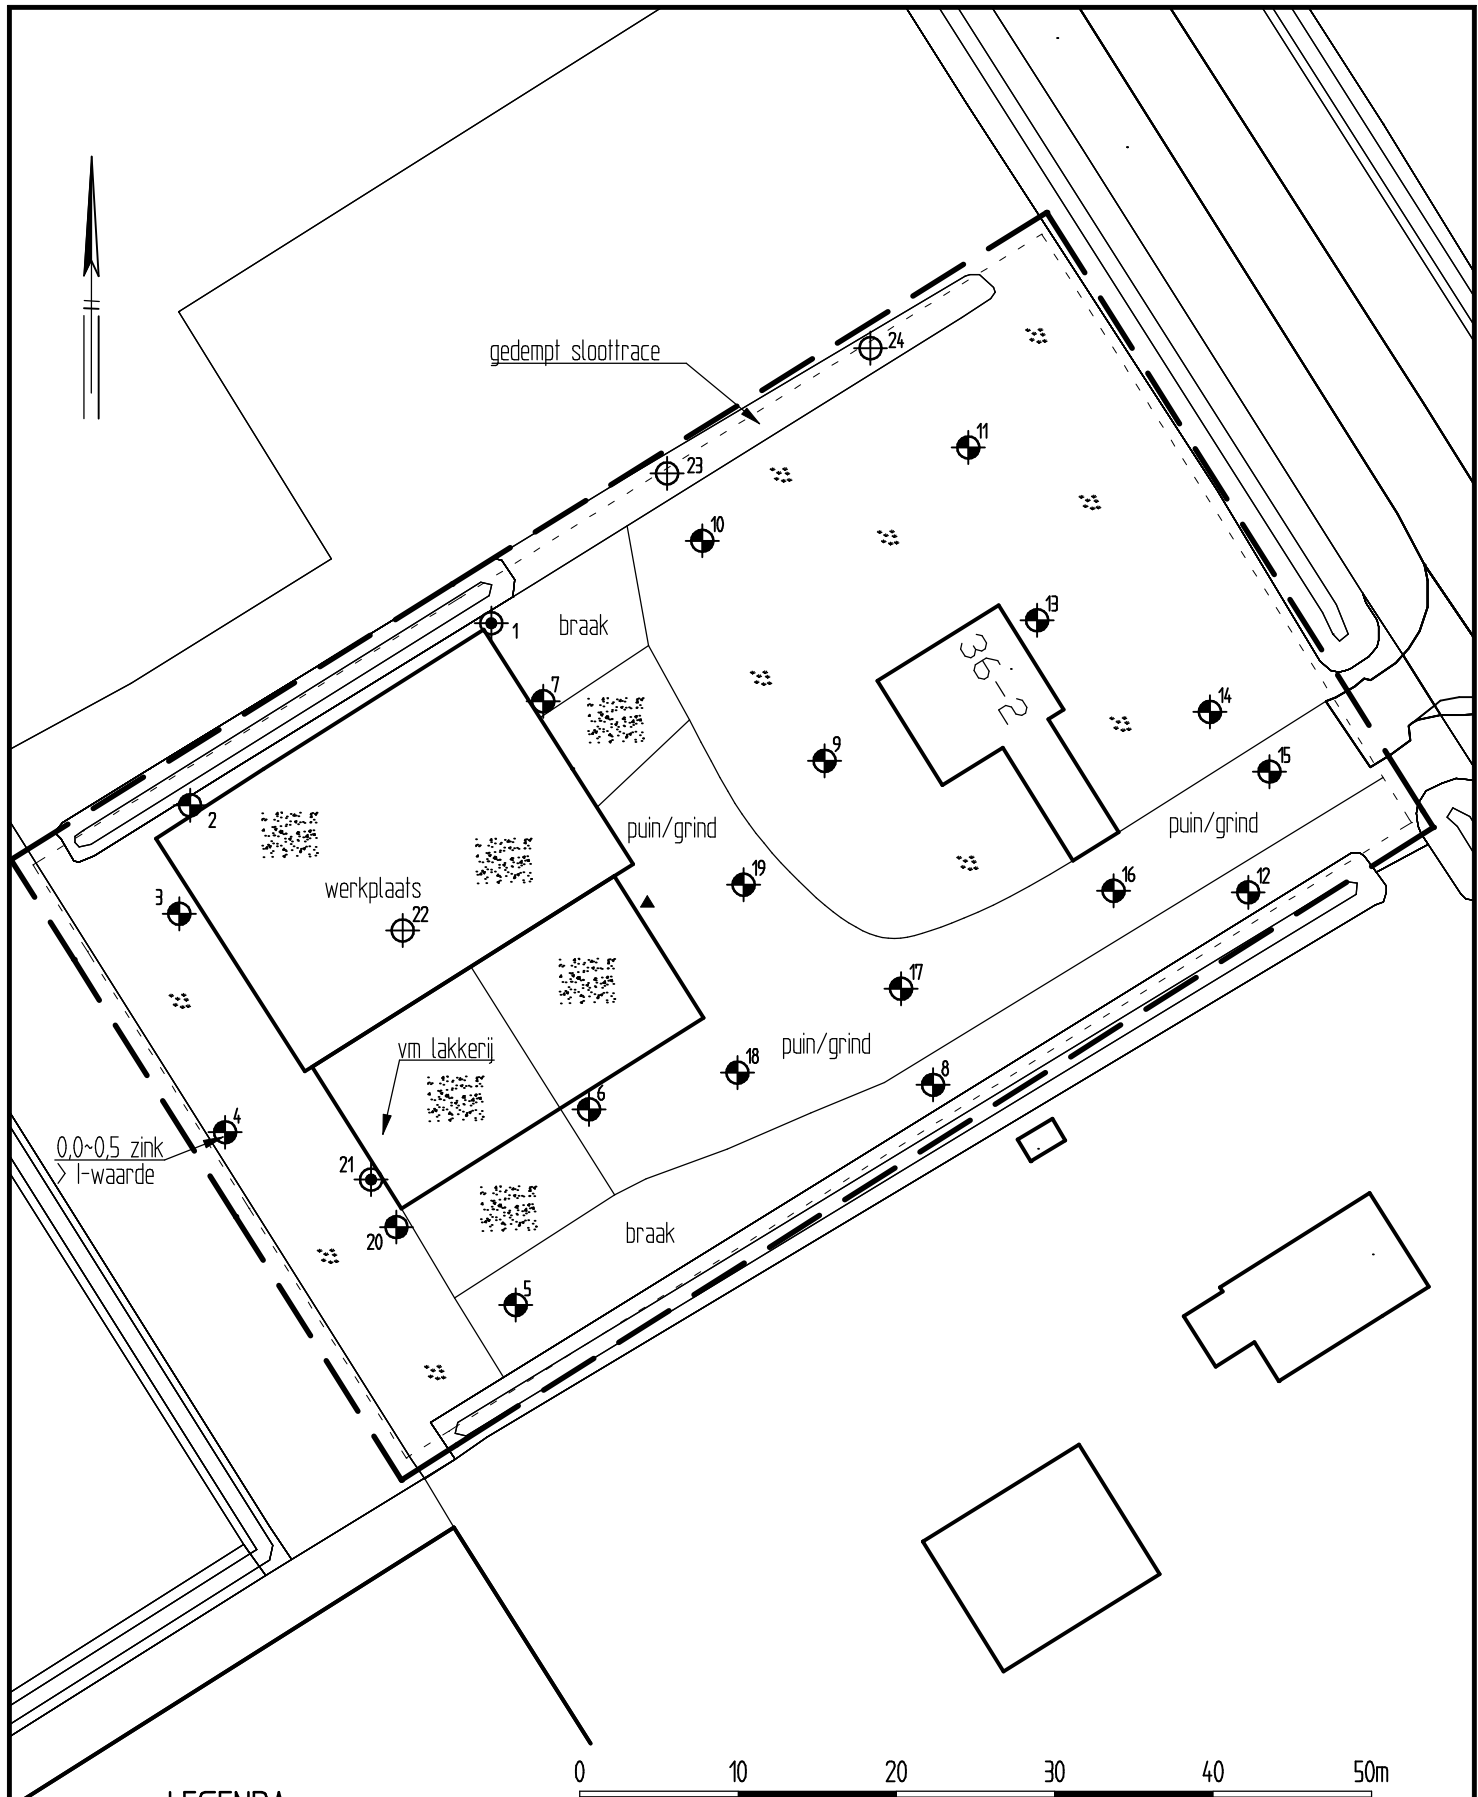 gedempt sloottrace
24
11
23
10
13
1
braak
36-2
7
14
9
15
2
puin/grind
puin/grind
19
16
12
werkplaats
3
22
17
puin/grind
vm lakkerij
18
8
6
4
0,0~0,5 zink
> I-waarde
21
20
braak
5
0 10 20 30 40 50m
LEGENDA